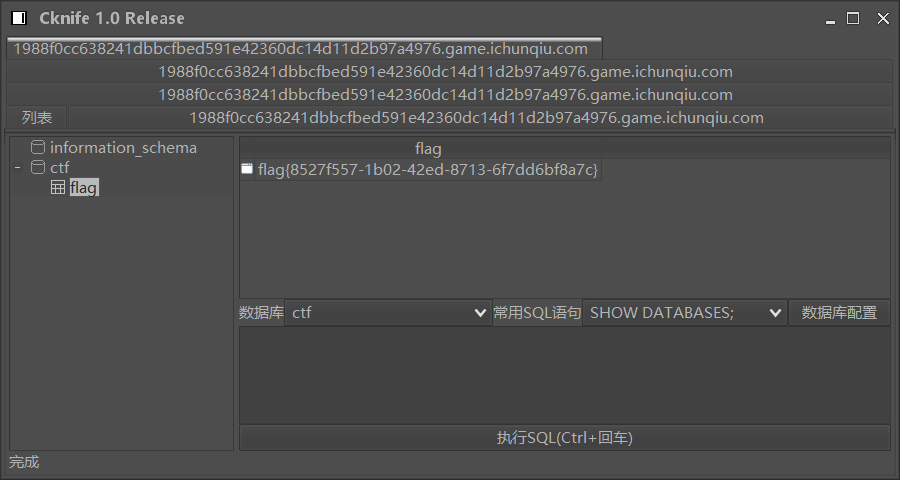 Cknife 1.0 Release
1988f0cc638241dbbcfbed591e42360dc14d11d2b97a4976.game.ichunqiu.com
1988f0cc638241dbbcfbed591e42360dc14d11d2b97a4976.game.ichunqiu.com
1988f0cc638241dbbcfbed591e42360dc14d11d2b97a4976.game.ichunqiu.com
列表 1988f0cc638241dbbcfbed591e42360dc14d11d2b97a4976.game.ichunqiu.com
information_schema
ctf
flag
flag
flag{8527f557-1b02-42ed-8713-6f7dd6bf8a7c}
数据库 ctf 常用SQL语句 SHOW DATABASES; 数据库配置
执行SQL(Ctrl+回车)
完成